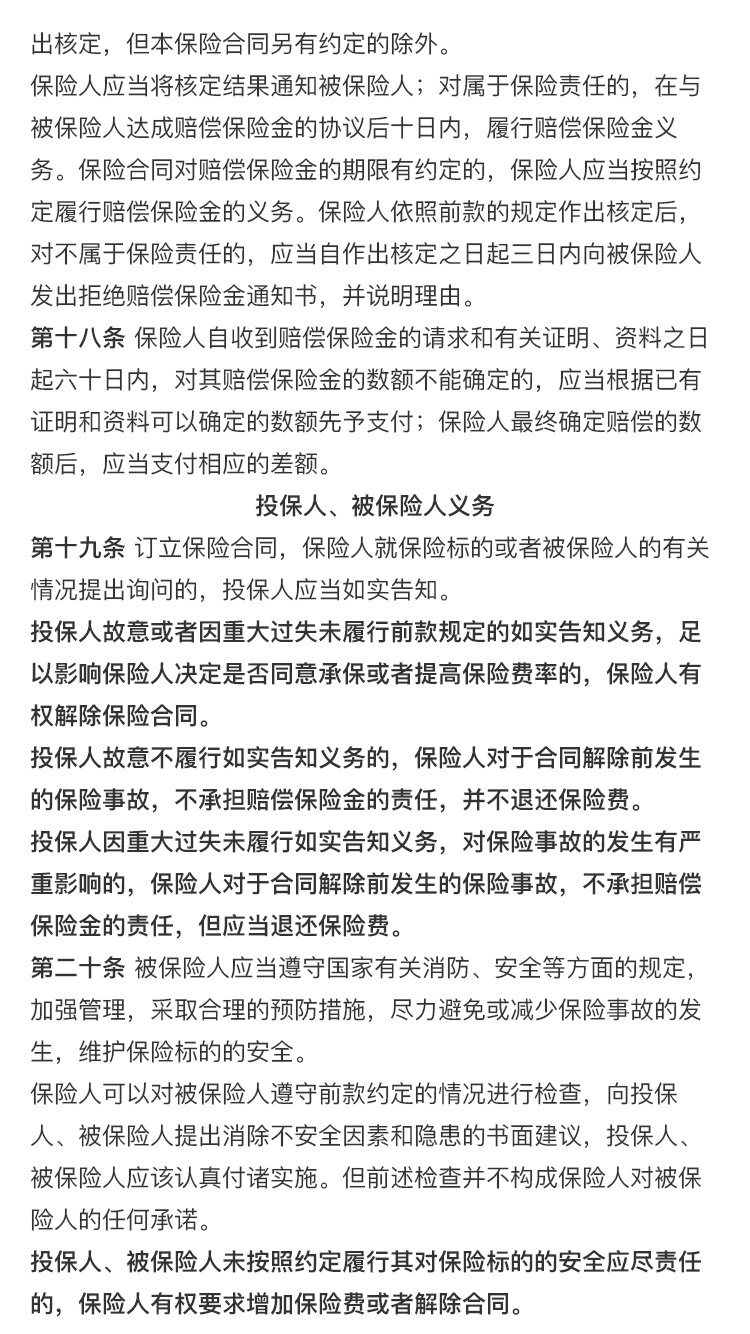 出核定，但本保险合同另有约定的除外。
保险人应当将核定结果通知被保险人；对属于保险责任的，在与
被保险人达成赔偿保险金的协议后十日内，履行赔偿保险金义
务。保险合同对赔偿保险金的期限有约定的，保险人应当按照约
定履行赔偿保险金的义务。保险人依照前款的规定作出核定后，
对不属于保险责任的，应当自作出核定之日起三日内向被保险人
发出拒绝赔偿保险金通知书，并说明理由。
第十八条 保险人自收到赔偿保险金的请求和有关证明、资料之日
起六十日内，对其赔偿保险金的数额不能确定的，应当根据已有
证明和资料可以确定的数额先予支付；保险人最终确定赔偿的数
额后，应当支付相应的差额。
投保人、被保险人义务
第十九条 订立保险合同，保险人就保险标的或者被保险人的有关
情况提出询问的，投保人应当如实告知。
投保人故意或者因重大过失未履行前款规定的如实告知义务，足
以影响保险人决定是否同意承保或者提高保险费率的，保险人有
权解除保险合同。
投保人故意不履行如实告知义务的，保险人对于合同解除前发生
的保险事故，不承担赔偿保险金的责任，并不退还保险费。
投保人因重大过失未履行如实告知义务，对保险事故的发生有严
重影响的，保险人对于合同解除前发生的保险事故，不承担赔偿
保险金的责任，但应当退还保险费。
第二十条 被保险人应当遵守国家有关消防、安全等方面的规定，
加强管理，采取合理的预防措施，尽力避免或减少保险事故的发
生，维护保险标的的安全。
保险人可以对被保险人遵守前款约定的情况进行检查，向投保
人、被保险人提出消除不安全因素和隐患的书面建议，投保人、
被保险人应该认真付诸实施。但前述检查并不构成保险人对被保
险人的任何承诺。
投保人、被保险人未按照约定履行其对保险标的的安全应尽责任
的，保险人有权要求增加保险费或者解除合同。